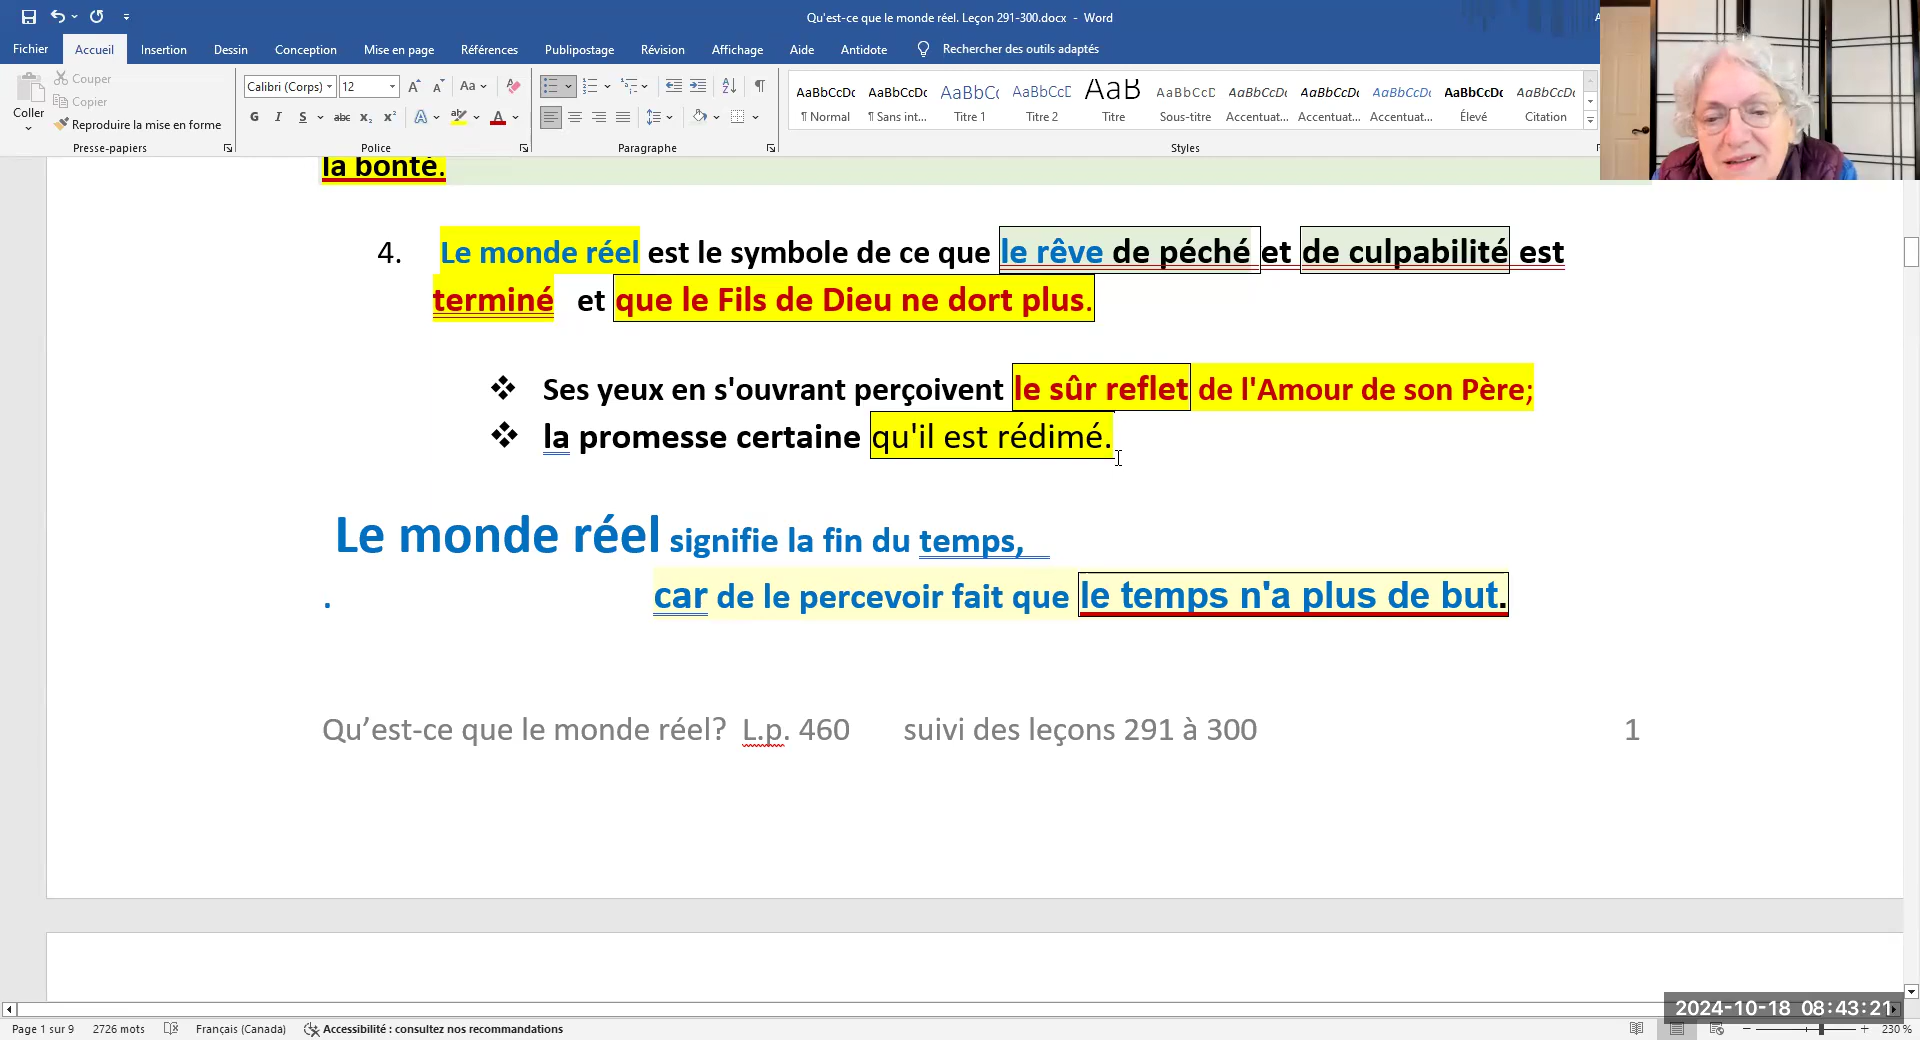 Qu'est-ce que le monde réel. Leçon 291-300.docx - Word
Fichier Accueil Insertion Dessin Conception Mise en page Références Publipostage Révision Affichage Aide Antidote Rechercher des outils adaptés
Coller
Couper
Copier
Reproduire la mise en forme
Presse-papiers
Calibri (Corps) 12
G I S abc x₂ x²
Police
Paragraphe
AaBbCcDc AaBbCcDc AaBbCc AaBbCcC AaB AaBbCcC AaBbCcDc AaBbCcDc AaBbCcDc AaBbCcDc AaBbCcDc
¶ Normal ¶ Sans int... Titre 1 Titre 2 Titre Sous-titre Accentuat... Accentuat... Accentuat... Élevé Citation
Styles
la bonté.
4. Le monde réel est le symbole de ce que le rêve de péché et de culpabilité est
terminé et que le Fils de Dieu ne dort plus.
❖ Ses yeux en s'ouvrant perçoivent le sûr reflet de l'Amour de son Père;
❖ la promesse certaine qu'il est rédimé.
Le monde réel signifie la fin du temps,
. car de le percevoir fait que le temps n'a plus de but.
Qu’est-ce que le monde réel? L.p. 460 suivi des leçons 291 à 300 1
2024-10-18 08:43:21
Page 1 sur 9 2726 mots Français (Canada) Accessibilité : consultez nos recommandations 230 %